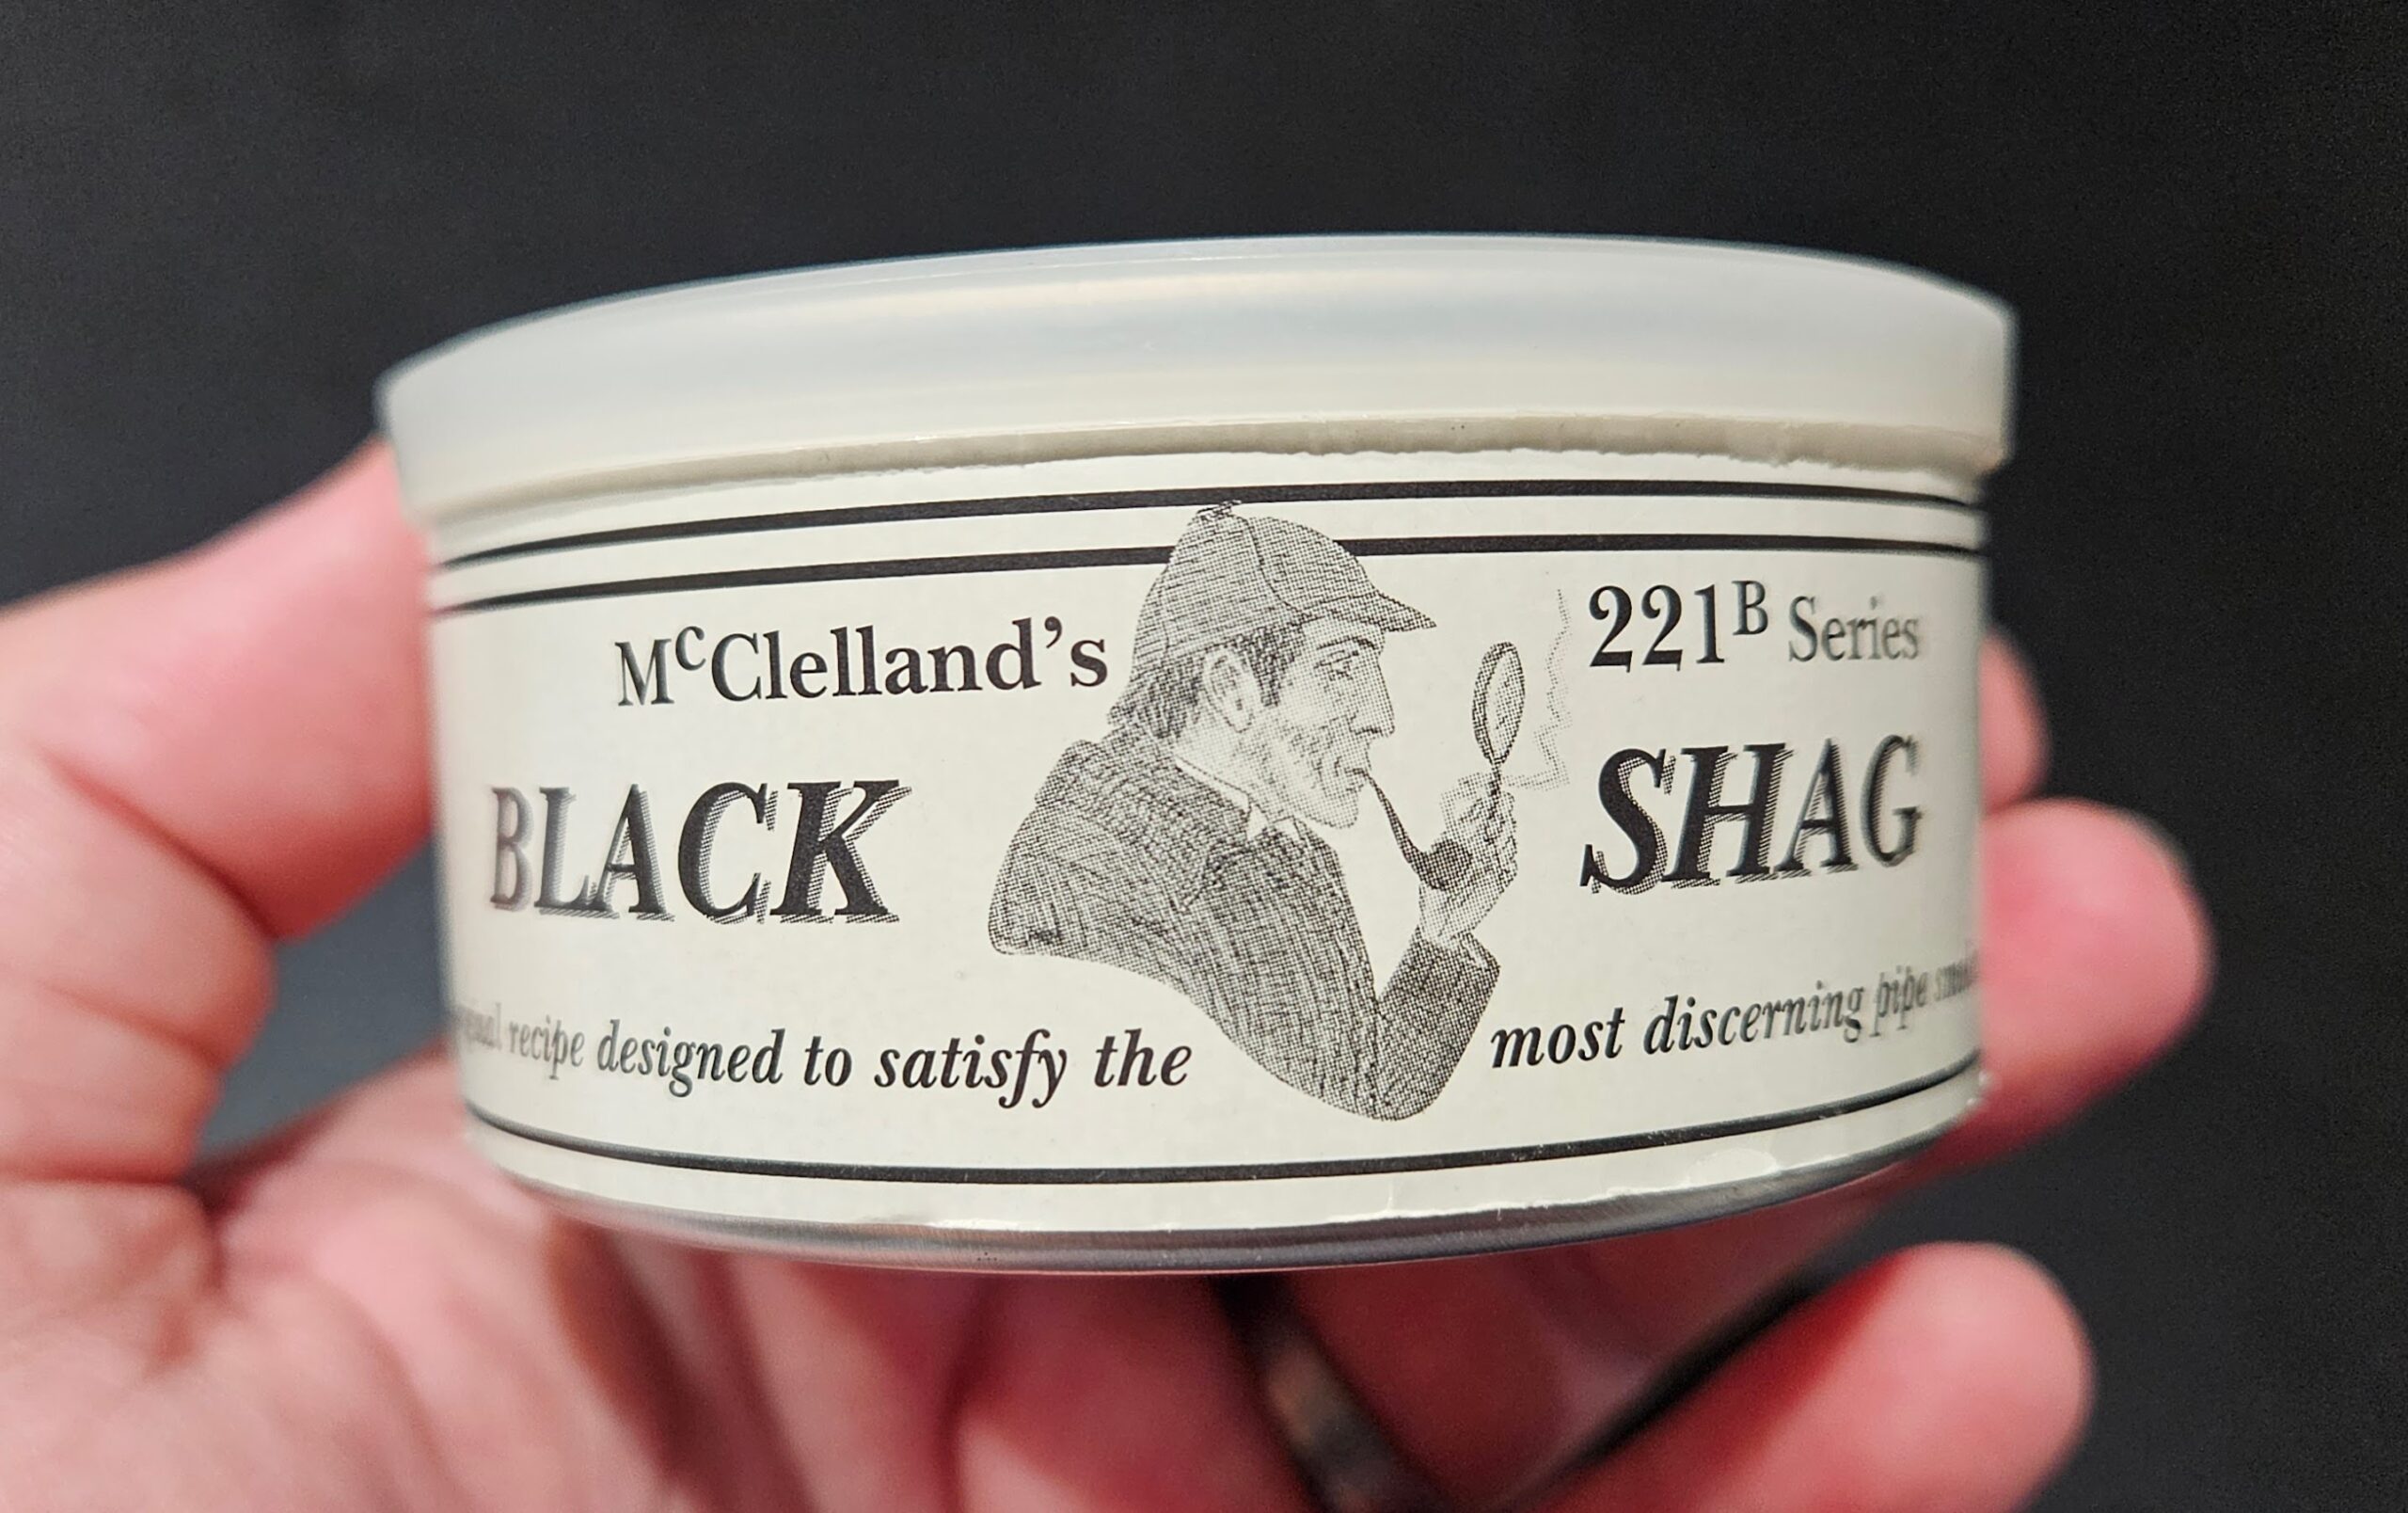 McClelland's 221B Series
BLACK SHAG
recipe designed to satisfy the most discerning pipe